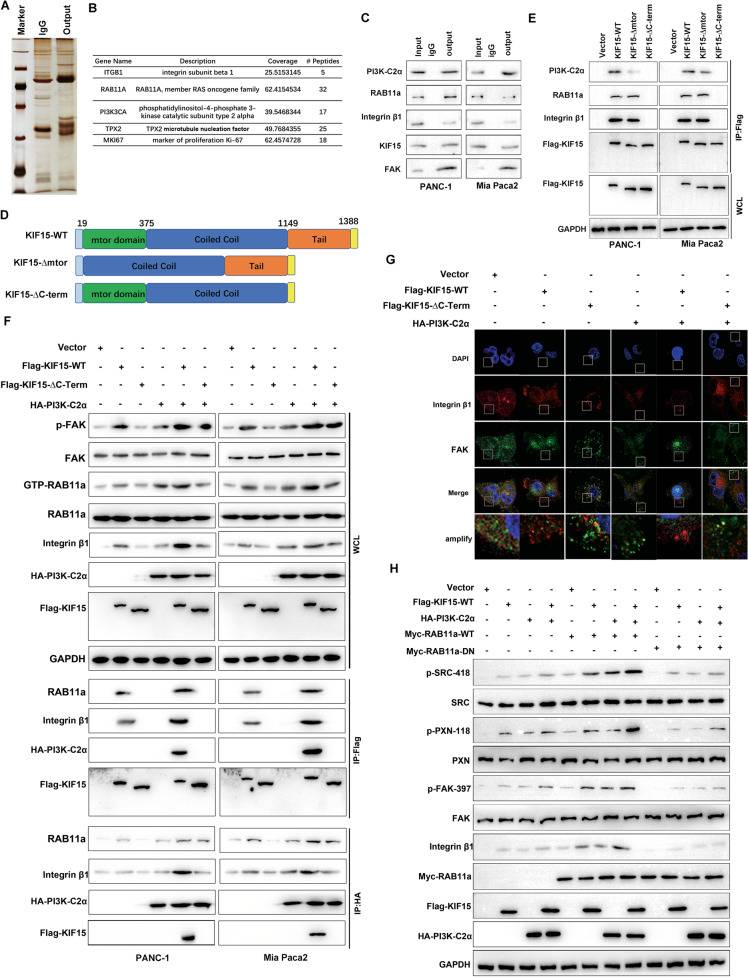 A
Marker
IgG
Output
B
Gene Name Description Coverage # Peptides
ITGB1 integrin subunit beta 1 25.5153145 5
RAB11A RAB11A, member RAS oncogene family 62.4154534 32
PI3KC3A phosphatidylinositol-4-phosphate 3-
kinase catalytic subunit type 2 alpha 39.5468344 17
TPX2 TPX2 microtubule nucleation factor 49.7684355 25
MKI67 marker of proliferation Ki-67 62.4574728 18
C
Input IgG output Input IgG output
PI3K-C2α
RAB11a
Integrin β1
KIF15
FAK
PANC-1 Mia Paca2
E
Vector KIF15-WT KIF15-Δmtor KIF15-ΔC-term Vector KIF15-WT KIF15-Δmtor KIF15-ΔC-term
PI3K-C2α
RAB11a
Integrin β1
Flag-KIF15
IP:Flag
Flag-KIF15
GAPDH
WCL
PANC-1 Mia Paca2
D
19 375 1149 1388
KIF15-WT mtor domain Coiled Coil Tail
KIF15-Δmtor Coiled Coil Tail
KIF15-ΔC-term mtor domain Coiled Coil
F
Vector + - - - - - + - - - - -
Flag-KIF15-WT - + - - + - - + - - + -
Flag-KIF15-ΔC-Term - - + - - + - - + - - +
HA-PI3K-C2α - - - + + + - - - + + +
p-FAK
FAK
GTP-RAB11a
RAB11a
Integrin β1
HA-PI3K-C2α
Flag-KIF15
GAPDH
WCL
RAB11a
Integrin β1
HA-PI3K-C2α
Flag-KIF15
IP:Flag
RAB11a
Integrin β1
HA-PI3K-C2α
Flag-KIF15
IP:HA
PANC-1 Mia Paca2
G
Vector + - - - - -
Flag-KIF15-WT - + - - + -
Flag-KIF15-ΔC-Term - - + - - +
HA-PI3K-C2α - - - + + +
DAPI
Integrin β1
FAK
Merge
amplify
H
Vector + - - - + - - - + - - -
Flag-KIF15-WT - + - + - + - + - + - +
HA-PI3K-C2α - - + + - - + + - - + +
Myc-RAB11a-WT - - - - + + + + - - - -
Myc-RAB11a-DN - - - - - - - - + + + +
p-SRC-418
SRC
p-PXN-118
PXN
p-FAK-397
FAK
Integrin β1
Myc-RAB11a
Flag-KIF15
HA-PI3K-C2α
GAPDH